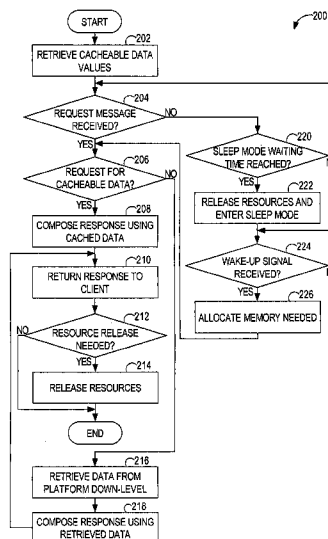 START
200
202
RETRIEVE CACHEABLE DATA
VALUES
204
REQUEST MESSAGE
RECEIVED?
NO
YES
206
REQUEST FOR
CACHEABLE DATA?
NO
YES
208
COMPOSE RESPONSE USING
CACHED DATA
210
RETURN RESPONSE TO
CLIENT
212
NO
RESOURCE RELEASE
NEEDED?
YES
214
RELEASE RESOURCES
END
216
RETRIEVE DATA FROM
PLATFORM DOWN-LEVEL
218
COMPOSE RESPONSE USING
RETRIEVED DATA
220
SLEEP MODE WAITING
TIME REACHED?
YES
222
RELEASE RESOURCES AND
ENTER SLEEP MODE
224
WAKE-UP SIGNAL
RECEIVED?
YES
226
ALLOCATE MEMORY NEEDED